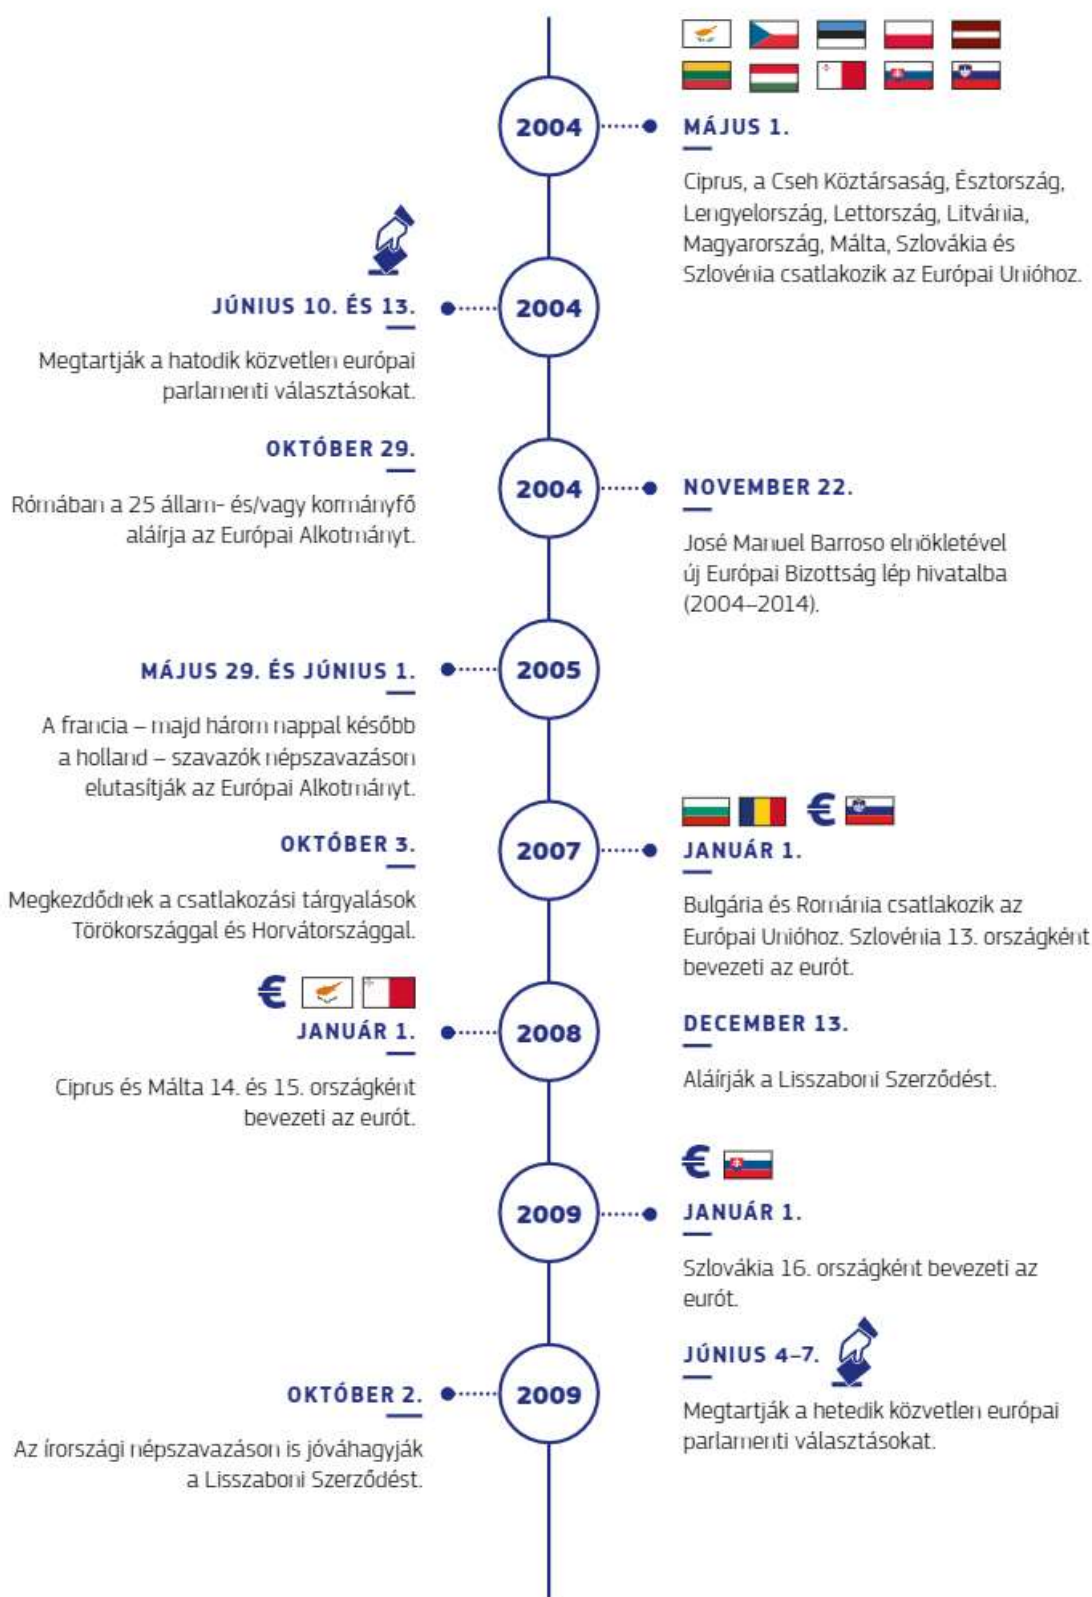 2004
MÁJUS 1.
Ciprus, a Cseh Köztársaság, Észtország,
Lengyelország, Lettország, Litvánia,
Magyarország, Málta, Szlovákia és
Szlovénia csatlakozik az Európai Unióhoz.
2004
JÚNIUS 10. ÉS 13.
Megtartják a hatodik közvetlen európai
parlamenti választásokat.
OKTÓBER 29.
Rómában a 25 állam- és/vagy kormányfő
aláírja az Európai Alkotmányt.
2004
NOVEMBER 22.
José Manuel Barroso elnökletével
új Európai Bizottság lép hivatalba
(2004–2014).
2005
MÁJUS 29. ÉS JÚNIUS 1.
A francia – majd három nappal később
a holland – szavazók népszavazáson
elutasítják az Európai Alkotmányt.
OKTÓBER 3.
Megkezdődnek a csatlakozási tárgyalások
Törökországgal és Horvátországgal.
2007
€
JANUÁR 1.
Bulgária és Románia csatlakozik az
Európai Unióhoz. Szlovénia 13. országként
bevezeti az eurót.
DECEMBER 13.
Aláírják a Lisszaboni Szerződést.
€
2008
JANUÁR 1.
Ciprus és Málta 14. és 15. országként
bevezeti az eurót.
€
2009
JANUÁR 1.
Szlovákia 16. országként bevezeti az
eurót.
JÚNIUS 4–7.
Megtartják a hetedik közvetlen európai
parlamenti választásokat.
2009
OKTÓBER 2.
Az írországi népszavazáson is jóváhagyják
a Lisszaboni Szerződést.